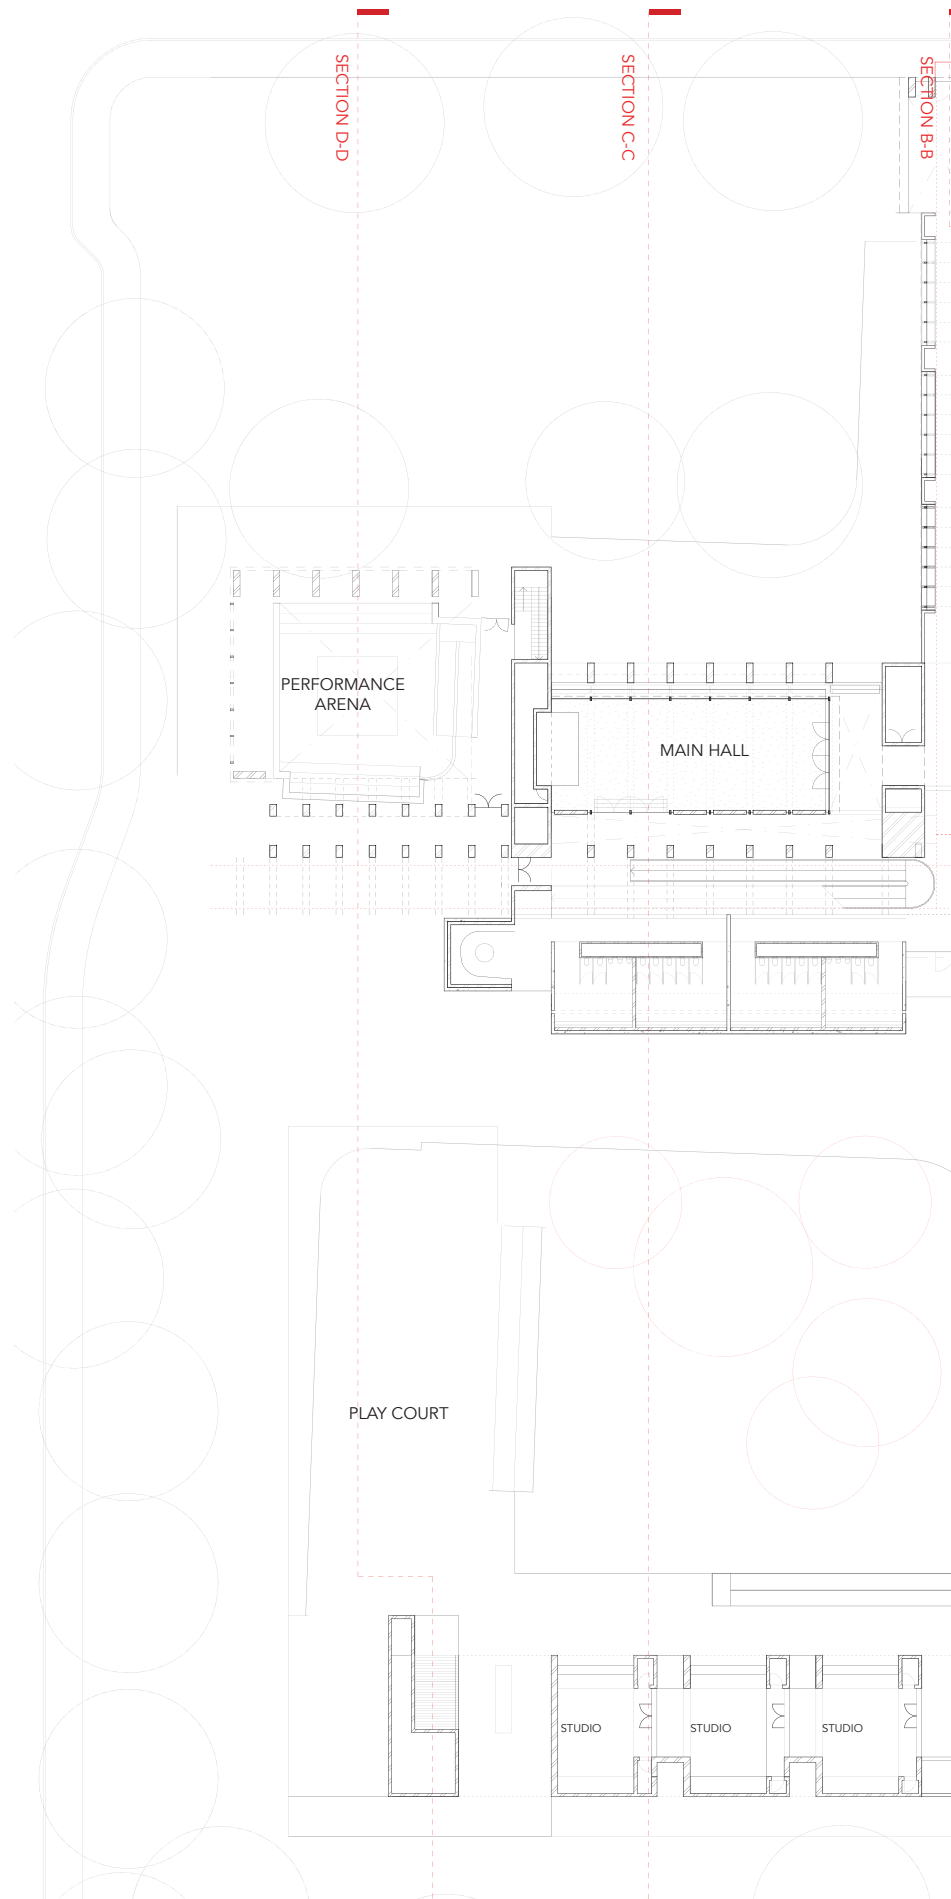 SECTION D-D
SECTION C-C
SECTION B-B
PERFORMANCE
ARENA
MAIN HALL
PLAY COURT
STUDIO
STUDIO
STUDIO